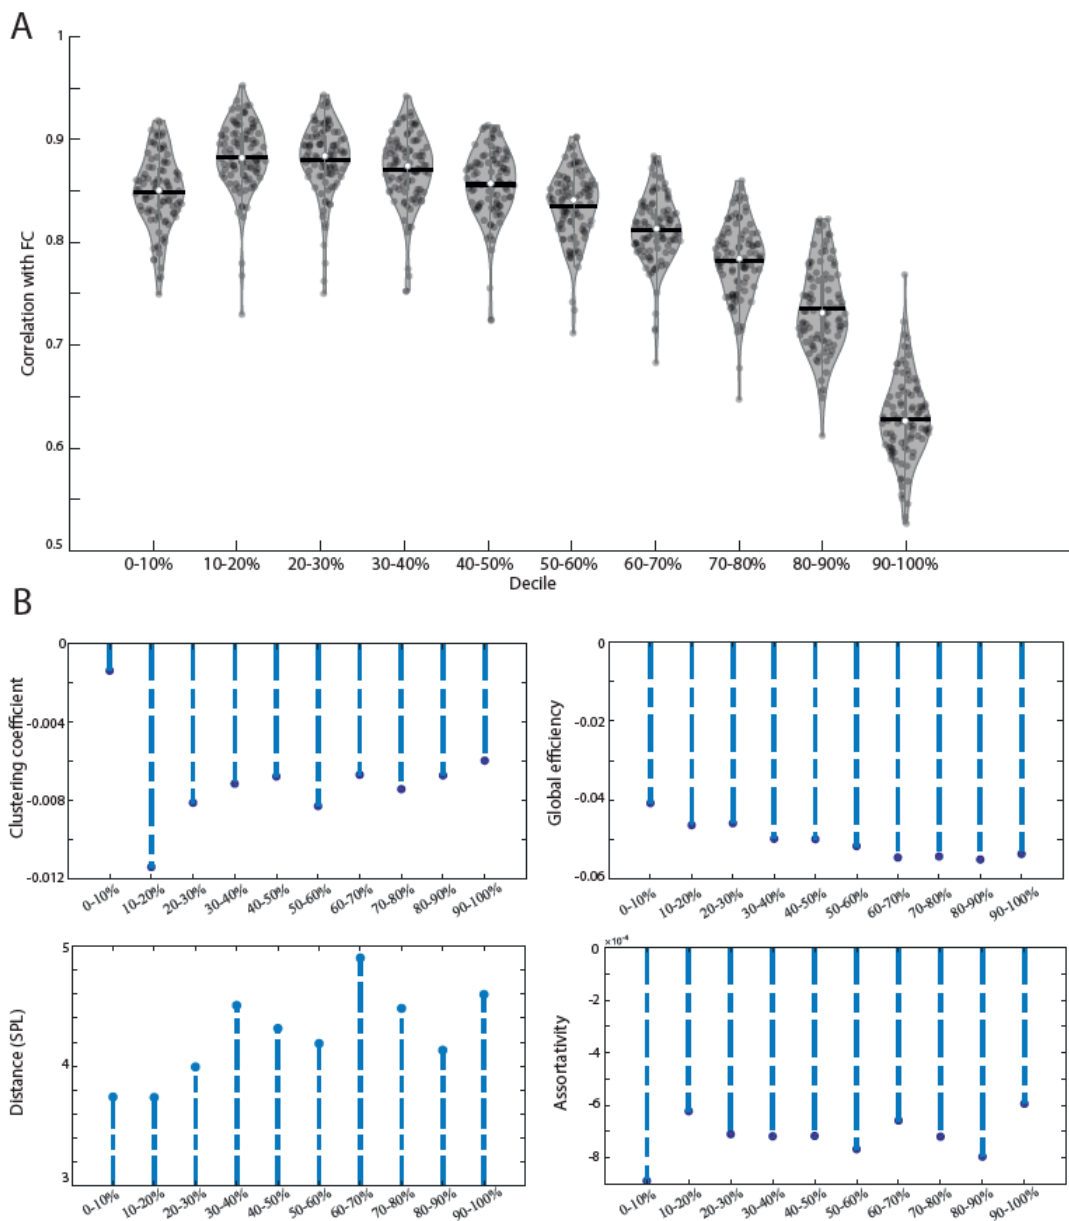 A
1
0.9
0.8
0.7
0.6
0.5
Correlation with FC
0-10% 10-20% 20-30% 30-40% 40-50% 50-60% 60-70% 70-80% 80-90% 90-100%
Decile
B
0
-0.004
-0.008
-0.012
Clustering coefficient
0-10% 10-20% 20-30% 30-40% 40-50% 50-60% 60-70% 70-80% 80-90% 90-100%
0
-0.02
-0.04
-0.06
Global efficiency
0-10% 10-20% 20-30% 30-40% 40-50% 50-60% 60-70% 70-80% 80-90% 90-100%
5
4
3
Distance (SPL)
0-10% 10-20% 20-30% 30-40% 40-50% 50-60% 60-70% 70-80% 80-90% 90-100%
×10⁻⁴
0
-2
-4
-6
-8
Assortativity
0-10% 10-20% 20-30% 30-40% 40-50% 50-60% 60-70% 70-80% 80-90% 90-100%